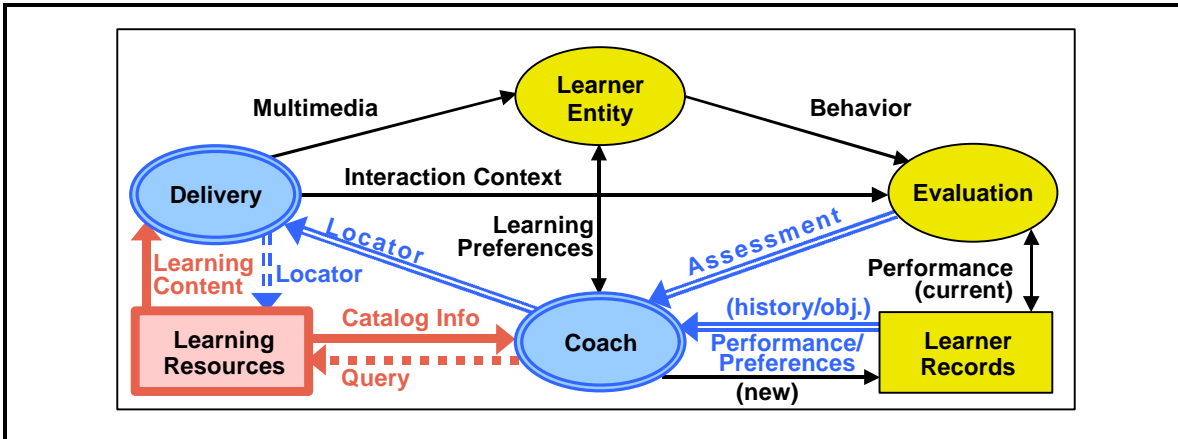 Learner
Entity
Multimedia
Behavior
Delivery
Interaction Context
Evaluation
Learning
Preferences
Locator
Assessment
Learning
Content
Locator
Performance
(current)
(history/obj.)
Catalog Info
Learning
Resources
Coach
Performance/
Preferences
Learner
Records
Query
(new)